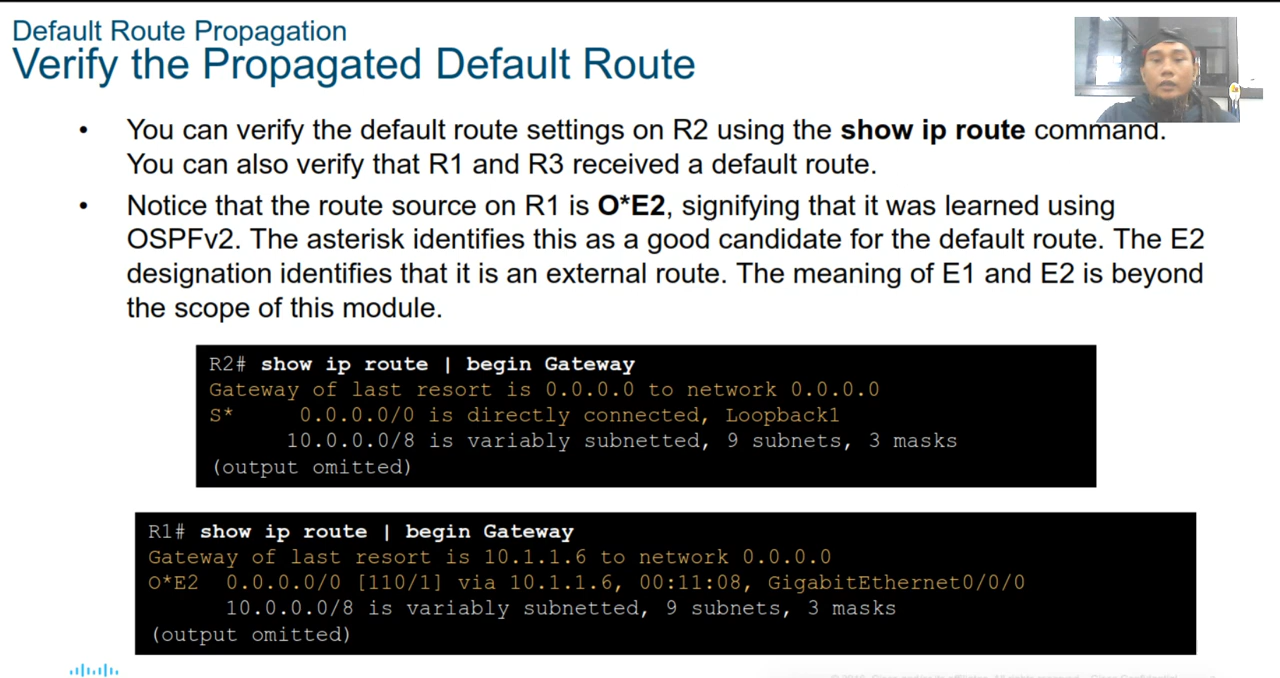 Default Route Propagation
Verify the Propagated Default Route
• You can verify the default route settings on R2 using the show ip route command.
You can also verify that R1 and R3 received a default route.
• Notice that the route source on R1 is O*E2, signifying that it was learned using
OSPFv2. The asterisk identifies this as a good candidate for the default route. The E2
designation identifies that it is an external route. The meaning of E1 and E2 is beyond
the scope of this module.
R2# show ip route | begin Gateway
Gateway of last resort is 0.0.0.0 to network 0.0.0.0
S* 0.0.0.0/0 is directly connected, Loopback1
10.0.0.0/8 is variably subnetted, 9 subnets, 3 masks
(output omitted)
R1# show ip route | begin Gateway
Gateway of last resort is 10.1.1.6 to network 0.0.0.0
O*E2 0.0.0.0/0 [110/1] via 10.1.1.6, 00:11:08, GigabitEthernet0/0/0
10.0.0.0/8 is variably subnetted, 9 subnets, 3 masks
(output omitted)